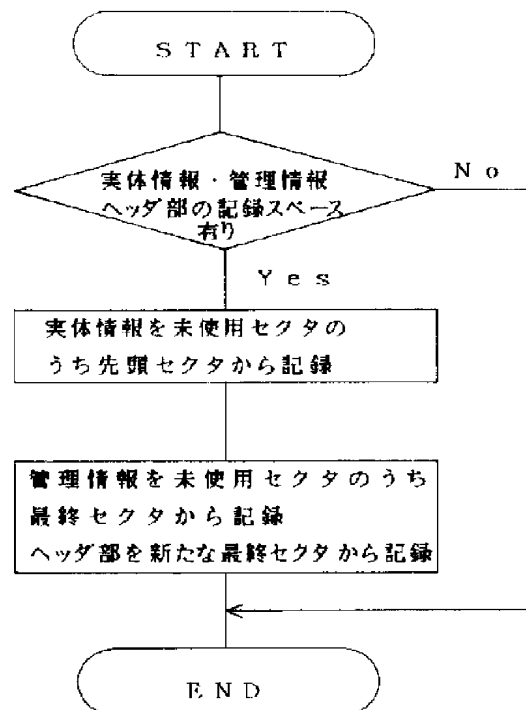 START
実体情報・管理情報
ヘッダ部の記録スペース
有り
No
Yes
実体情報を未使用セクタの
うち先頭セクタから記録
管理情報を未使用セクタのうち
最終セクタから記録
ヘッダ部を新たな最終セクタから記録
END